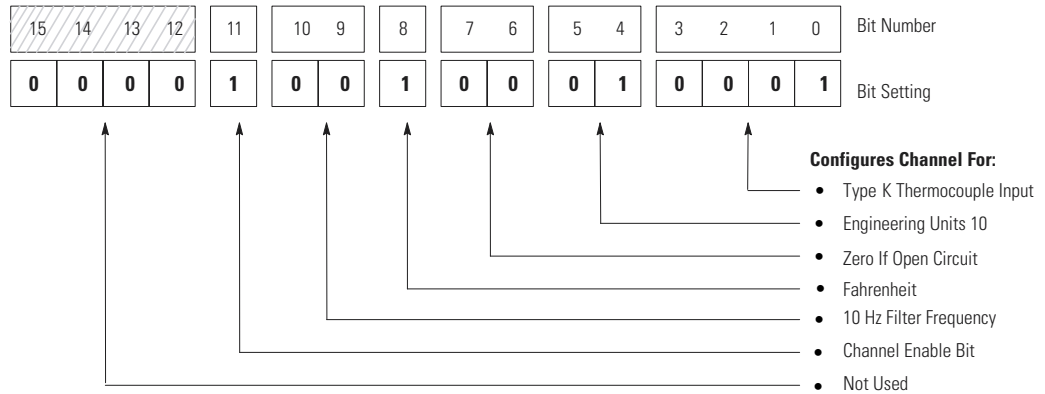 15 14 13 12 11 10 9 8 7 6 5 4 3 2 1 0 Bit Number
0 0 0 0 1 0 0 1 0 0 0 1 0 0 0 1 Bit Setting
Configures Channel For:
• Type K Thermocouple Input
• Engineering Units 10
• Zero If Open Circuit
• Fahrenheit
• 10 Hz Filter Frequency
• Channel Enable Bit
• Not Used